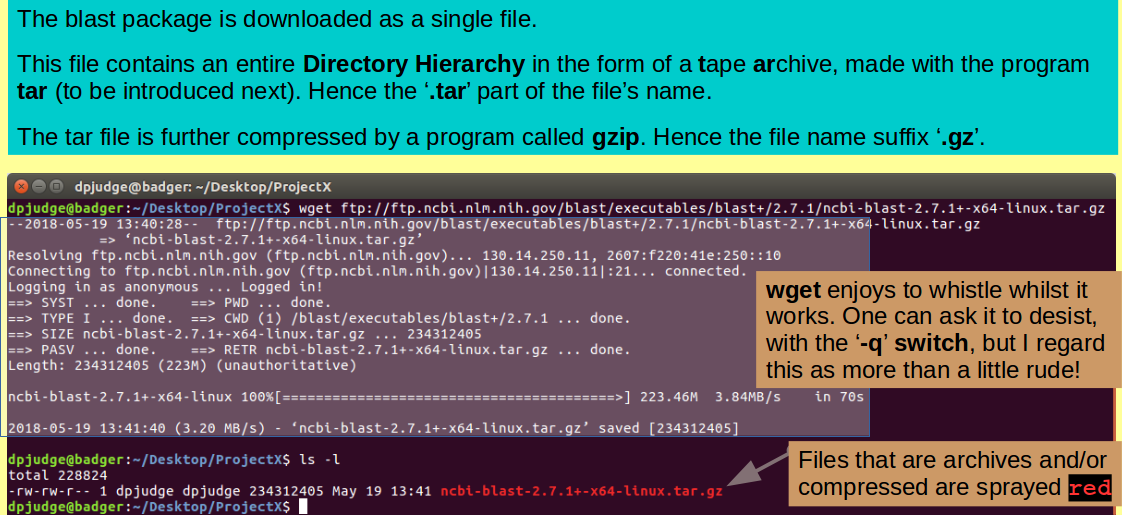 The blast package is downloaded as a single file.
This file contains an entire Directory Hierarchy in the form of a tape archive, made with the program
tar (to be introduced next). Hence the ‘.tar’ part of the file’s name.
The tar file is further compressed by a program called gzip. Hence the file name suffix ‘.gz’.
dpjudge@badger: ~/Desktop/ProjectX
dpjudge@badger:~/Desktop/ProjectX$ wget ftp://ftp.ncbi.nlm.nih.gov/blast/executables/blast+/2.7.1/ncbi-blast-2.7.1+-x64-linux.tar.gz
--2018-05-19 13:40:28--  ftp://ftp.ncbi.nlm.nih.gov/blast/executables/blast+/2.7.1/ncbi-blast-2.7.1+-x64-linux.tar.gz
=> ‘ncbi-blast-2.7.1+-x64-linux.tar.gz’
Resolving ftp.ncbi.nlm.nih.gov (ftp.ncbi.nlm.nih.gov)... 130.14.250.11, 2607:f220:41e:250::10
Connecting to ftp.ncbi.nlm.nih.gov (ftp.ncbi.nlm.nih.gov)|130.14.250.11|:21... connected.
Logging in as anonymous ... Logged in!
==> SYST ... done.    ==> PWD ... done.
==> TYPE I ... done.  ==> CWD (1) /blast/executables/blast+/2.7.1 ... done.
==> SIZE ncbi-blast-2.7.1+-x64-linux.tar.gz ... 234312405
==> PASV ... done.    ==> RETR ncbi-blast-2.7.1+-x64-linux.tar.gz ... done.
Length: 234312405 (223M) (unauthoritative)
ncbi-blast-2.7.1+-x64-linux 100%[========================================>] 223.46M  3.84MB/s    in 70s
2018-05-19 13:41:40 (3.20 MB/s) - ‘ncbi-blast-2.7.1+-x64-linux.tar.gz’ saved [234312405]
wget enjoys to whistle whilst it
works. One can ask it to desist,
with the ‘-q’ switch, but I regard
this as more than a little rude!
dpjudge@badger:~/Desktop/ProjectX$ ls -l
total 228824
-rw-rw-r-- 1 dpjudge dpjudge 234312405 May 19 13:41 ncbi-blast-2.7.1+-x64-linux.tar.gz
dpjudge@badger:~/Desktop/ProjectX$
Files that are archives and/or
compressed are sprayed red